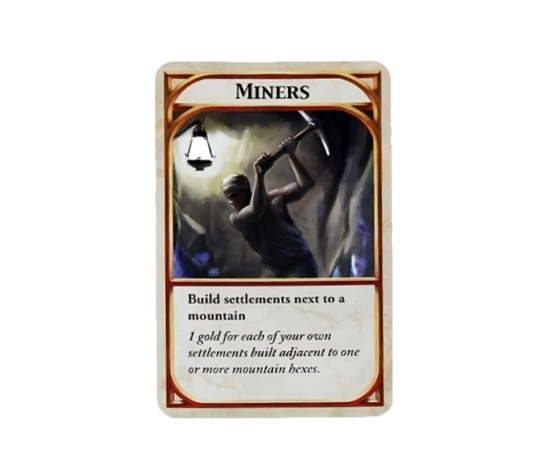 MINERS
Build settlements next to a
mountain
1 gold for each of your own
settlements built adjacent to one
or more mountain hexes.